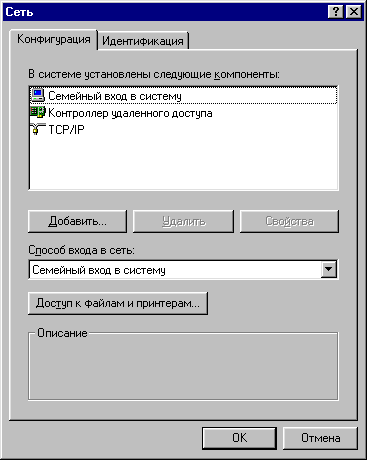 Сеть
Конфигурация Идентификация
В системе установлены следующие компоненты:
Семейный вход в систему
Контроллер удаленного доступа
TCP/IP
Добавить... Удалить Свойства
Способ входа в сеть:
Семейный вход в систему
Доступ к файлам и принтерам...
Описание
OK Отмена